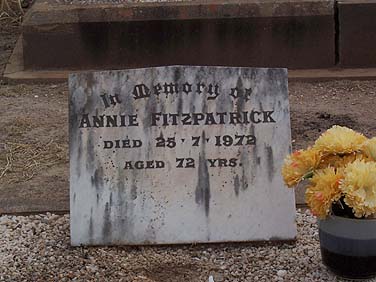 In Memory of
ANNIE FITZPATRICK
DIED 25·7·1972
AGED 72 YRS.